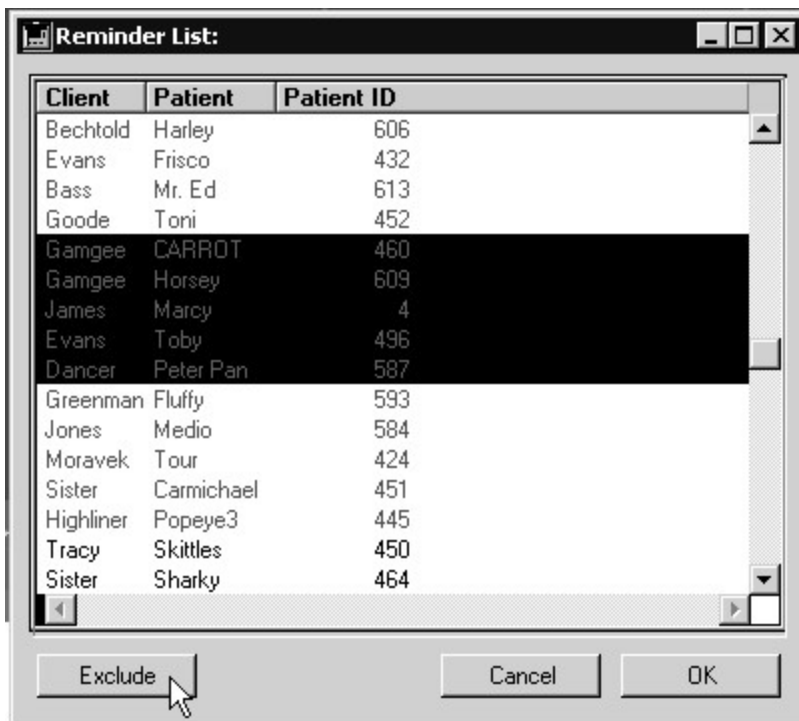 Reminder List:
Client Patient Patient ID
Bechtold Harley 606
Evans Frisco 432
Bass Mr. Ed 613
Goode Toni 452
Gamgee CARROT 460
Gamgee Horsey 609
James Marcy 4
Evans Toby 496
Dancer Peter Pan 587
Greenman Fluffy 593
Jones Medio 584
Moravek Tour 424
Sister Carmichael 451
Highliner Popeye3 445
Tracy Skittles 450
Sister Sharky 464
Exclude Cancel OK